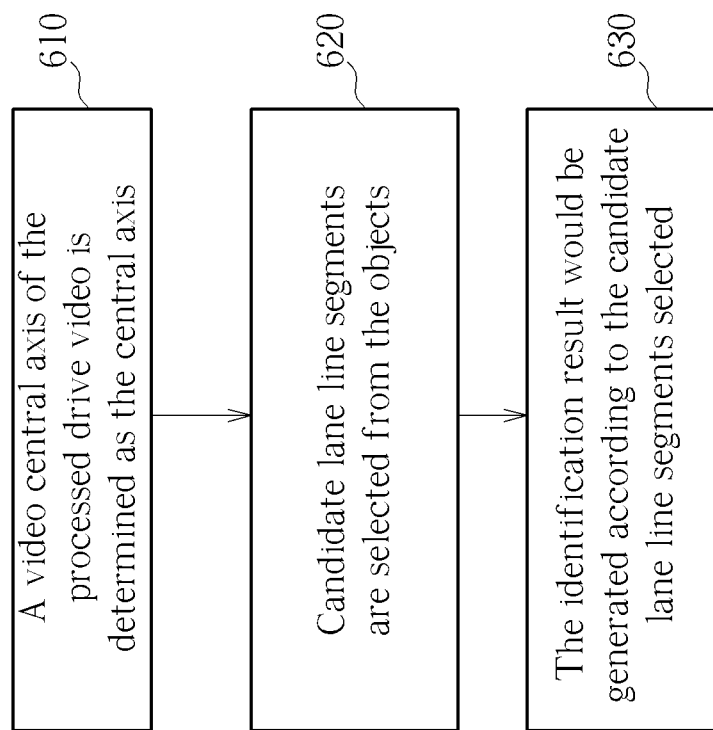 610
A video central axis of the
processed drive video is
determined as the central axis
620
Candidate lane line segments
are selected from the objects
630
The identification result would be
generated according to the candidate
lane line segments selected